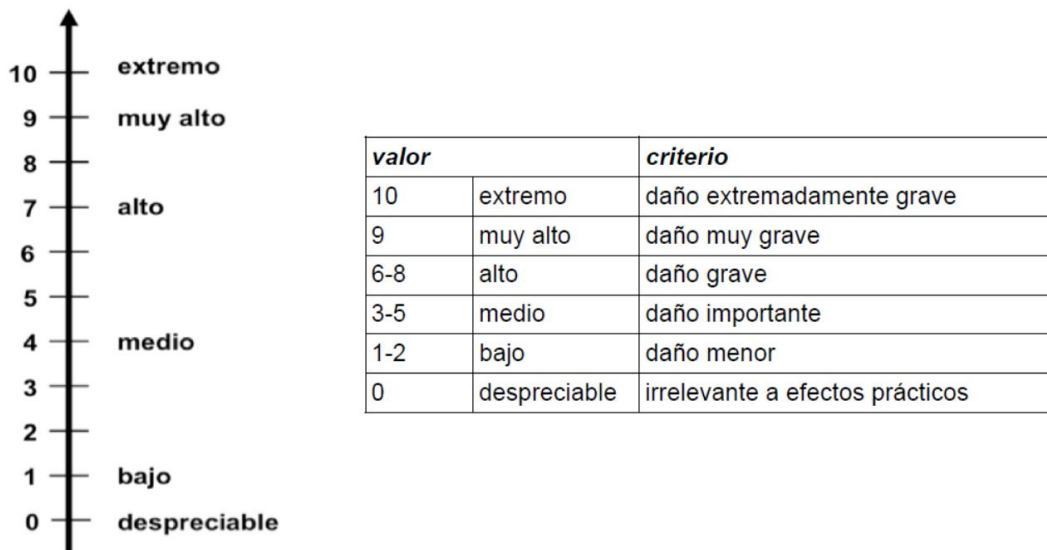 10 extremo
9 muy alto
8
7 alto
6
5
4 medio
3
2
1 bajo
0 despreciable
valor criterio
10 extremo daño extremadamente grave
9 muy alto daño muy grave
6-8 alto daño grave
3-5 medio daño importante
1-2 bajo daño menor
0 despreciable irrelevante a efectos prácticos